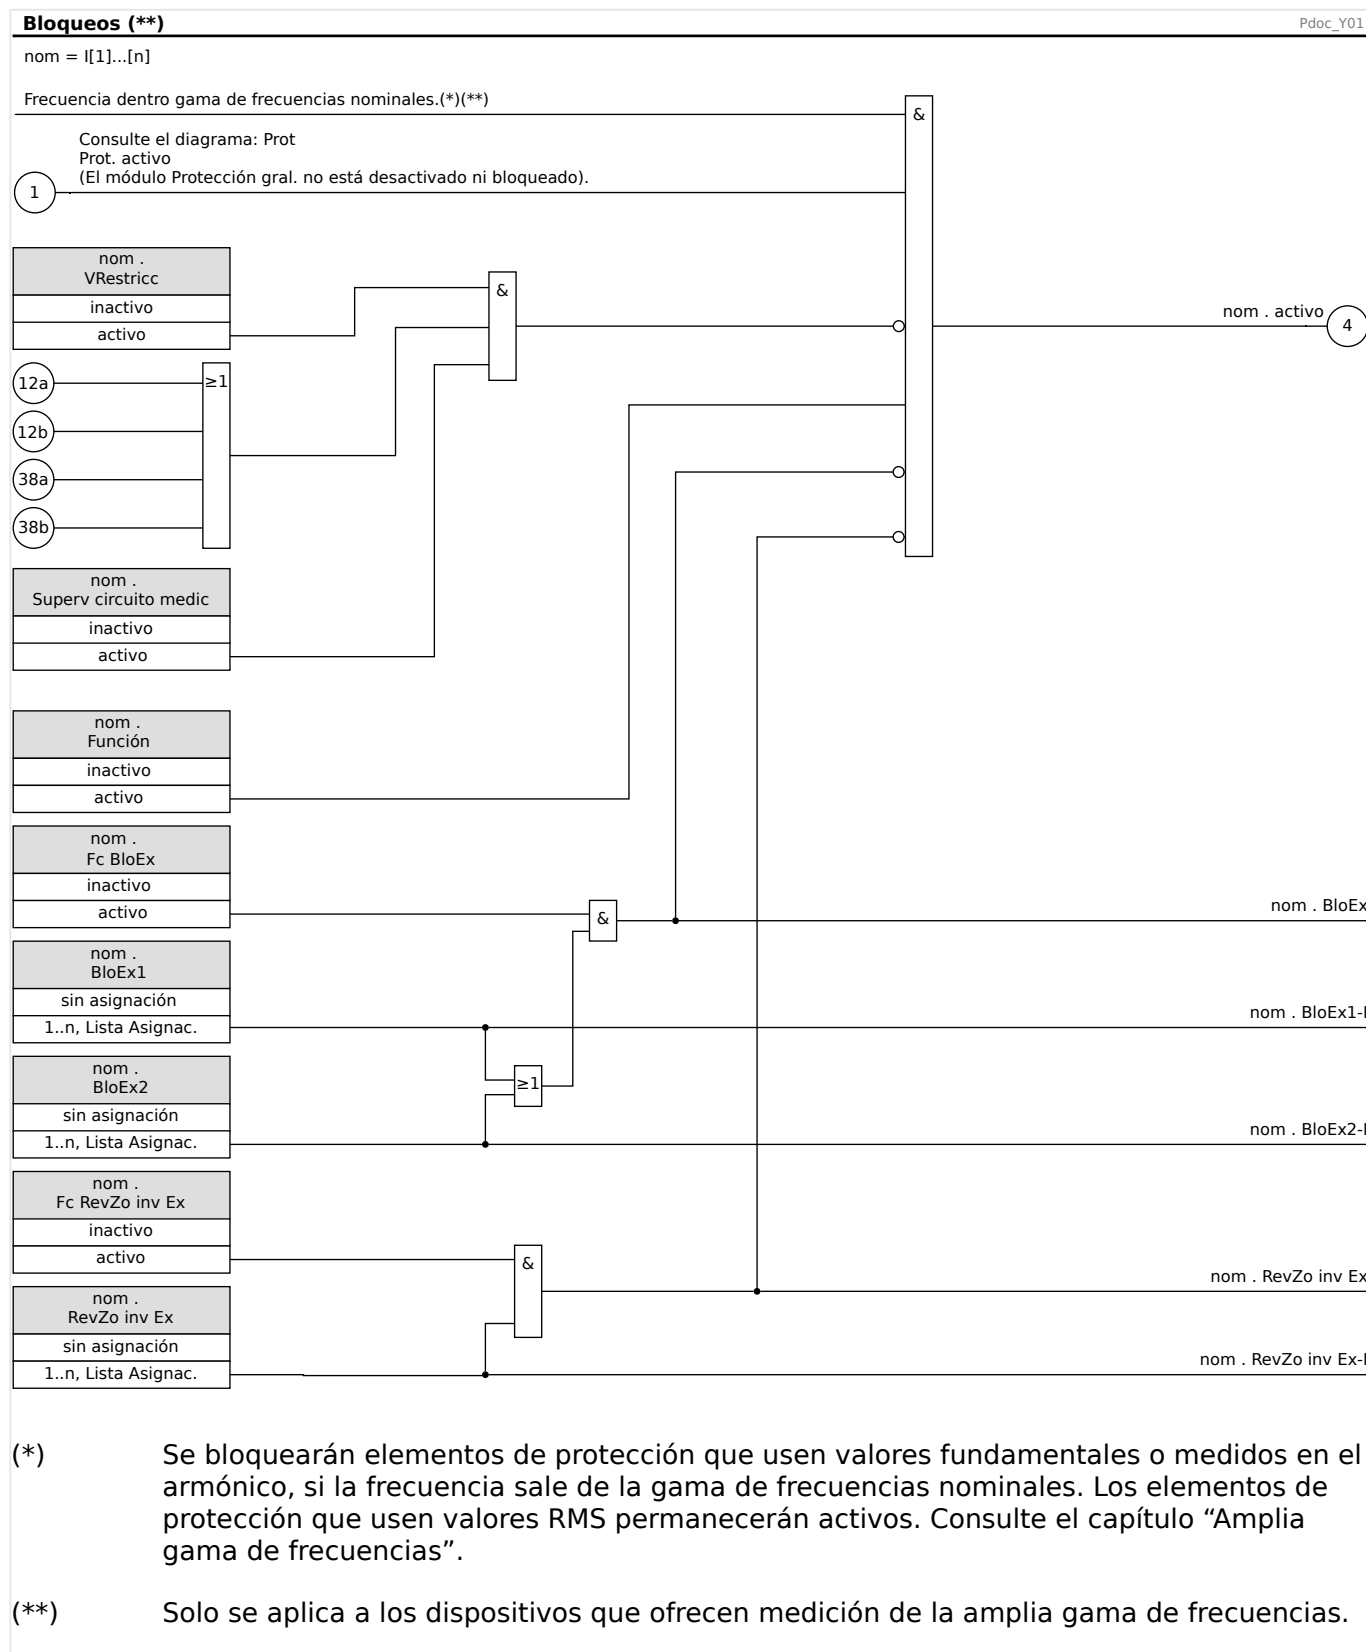 Bloqueos (**)
Pdoc_Y01
nom = I[1]...[n]
Frecuencia dentro gama de frecuencias nominales.(*)(**)
&
Consulte el diagrama: Prot
Prot. activo
(El módulo Protección gral. no está desactivado ni bloqueado).
1
nom .
VRestricc
inactivo
activo
&
nom . activo
4
12a
≥1
12b
38a
38b
nom .
Superv circuito medic
inactivo
activo
nom .
Función
inactivo
activo
nom .
Fc BloEx
inactivo
activo
&
nom . BloEx
nom .
BloEx1
sin asignación
1..n, Lista Asignac.
nom . BloEx1-
nom .
BloEx2
≥1
sin asignación
1..n, Lista Asignac.
nom . BloEx2-
nom .
Fc RevZo inv Ex
inactivo
activo
&
nom . RevZo inv Ex
nom .
RevZo inv Ex
sin asignación
1..n, Lista Asignac.
nom . RevZo inv Ex-
(*) Se bloquearán elementos de protección que usen valores fundamentales o medidos en el
armónico, si la frecuencia sale de la gama de frecuencias nominales. Los elementos de
protección que usen valores RMS permanecerán activos. Consulte el capítulo “Amplia
gama de frecuencias”.
(**) Solo se aplica a los dispositivos que ofrecen medición de la amplia gama de frecuencias.